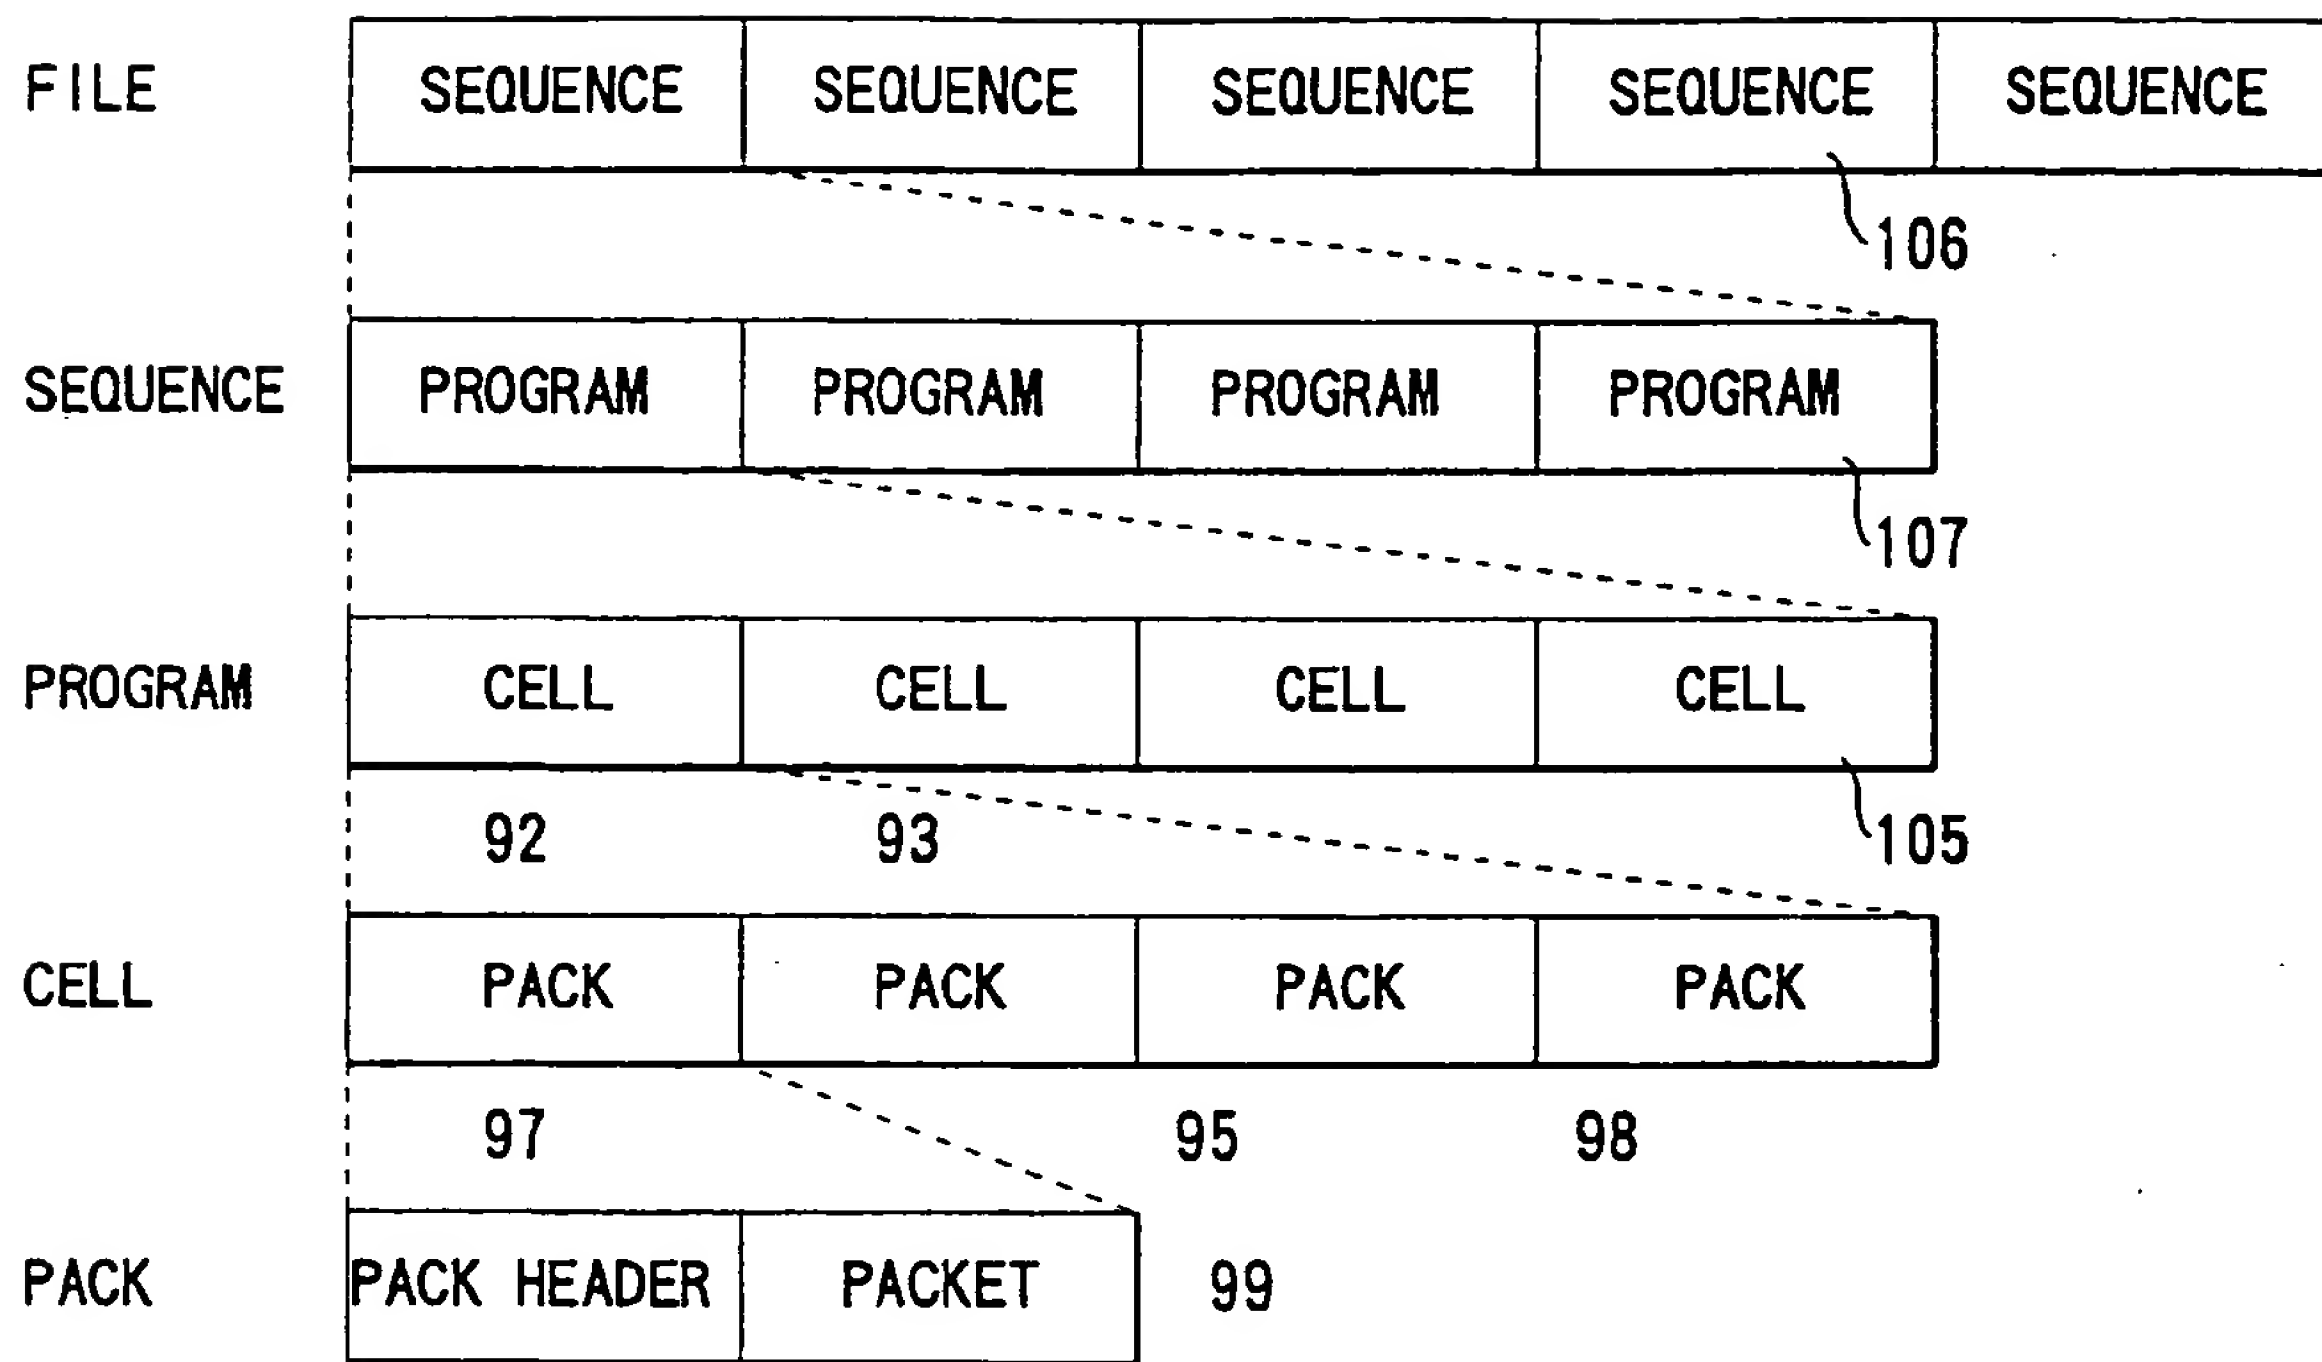 FILE SEQUENCE SEQUENCE SEQUENCE SEQUENCE SEQUENCE
106
SEQUENCE PROGRAM PROGRAM PROGRAM PROGRAM
107
PROGRAM CELL CELL CELL CELL
92 93 105
CELL PACK PACK PACK PACK
97 95 98
PACK PACK HEADER PACKET 99